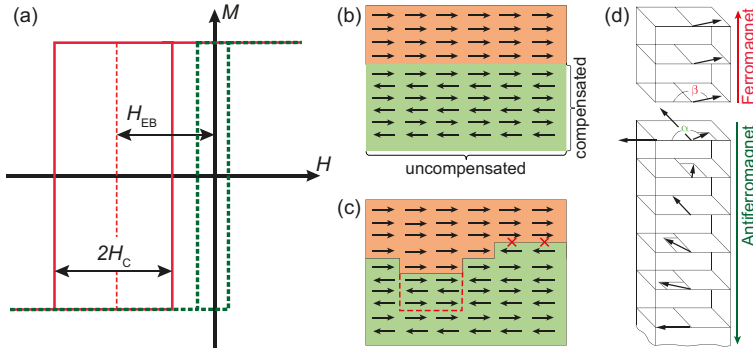 (a)
M
H_EB
H
2H_C
(b)
compensated
uncompensated
(c)
(d)
β
Ferromagnet
α
Antiferromagnet